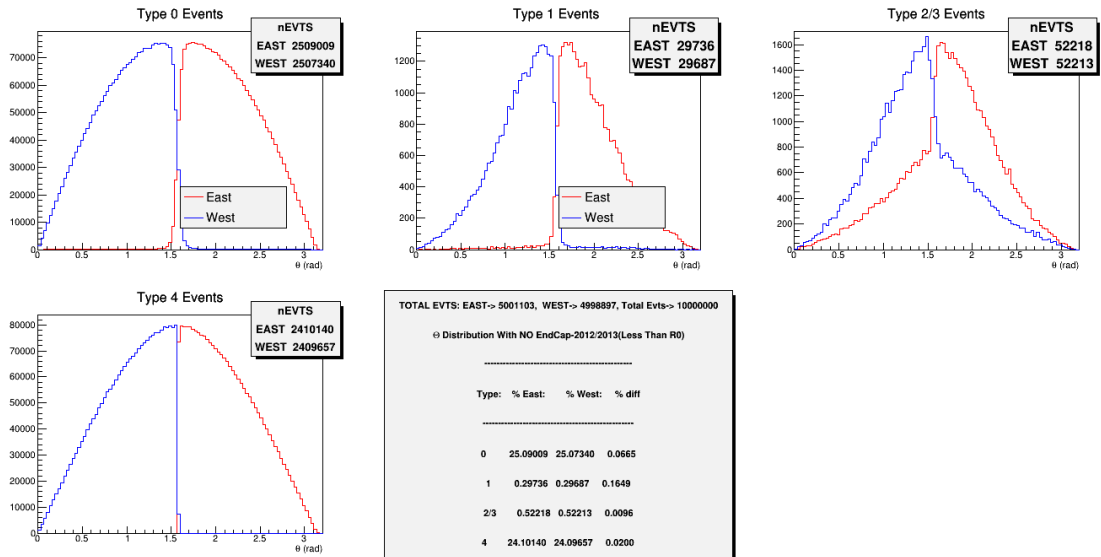 Type 0 Events
nEVTS
EAST 2509009
WEST 2507340
70000
60000
50000
40000
30000
20000
10000
0
East
West
0 0.5 1 1.5 2 2.5 3
θ (rad)
Type 1 Events
nEVTS
EAST 29736
WEST 29687
1200
1000
800
600
400
200
0
East
West
0 0.5 1 1.5 2 2.5 3
θ (rad)
Type 2/3 Events
nEVTS
EAST 52218
WEST 52213
1600
1400
1200
1000
800
600
400
200
0
0 0.5 1 1.5 2 2.5 3
θ (rad)
Type 4 Events
nEVTS
EAST 2410140
WEST 2409657
80000
70000
60000
50000
40000
30000
20000
10000
0
0 0.5 1 1.5 2 2.5 3
θ (rad)
TOTAL EVTS: EAST-> 5001103, WEST-> 4998897, Total Evts-> 10000000
Θ Distribution With NO EndCap-2012/2013(Less Than R0)
------------------------------------------------
Type: % East: % West: % diff
------------------------------------------------
0 25.09009 25.07340 0.0665
1 0.29736 0.29687 0.1649
2/3 0.52218 0.52213 0.0096
4 24.10140 24.09657 0.0200